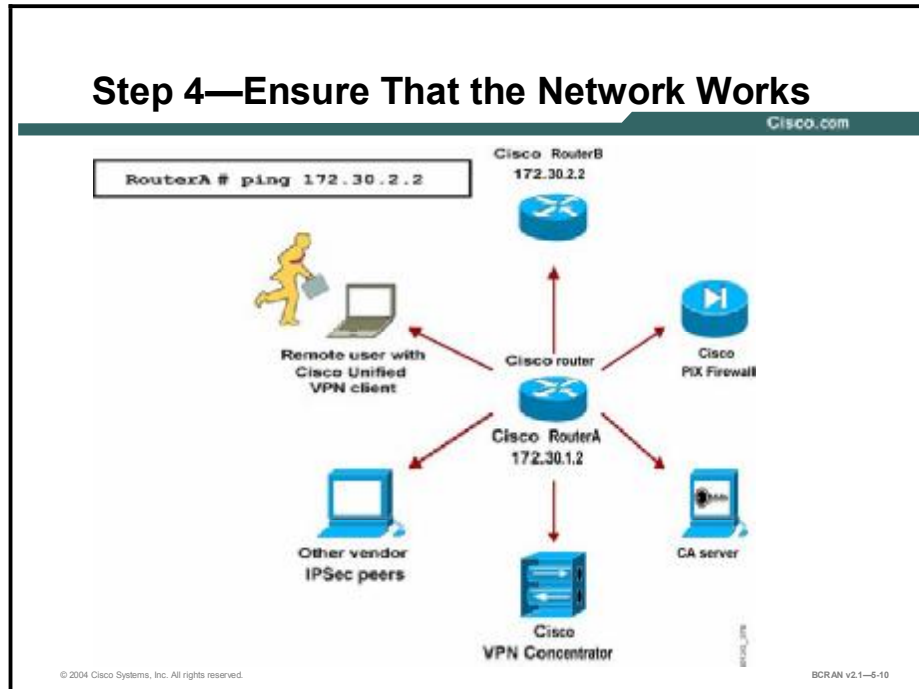 Step 4—Ensure That the Network Works
Cisco.com
RouterA # ping 172.30.2.2
Cisco RouterB
172.30.2.2
Remote user with
Cisco Unified
VPN client
Cisco router
Cisco
PIX Firewall
Cisco RouterA
172.30.1.2
Other vendor
IPSec peers
CA server
Cisco
VPN Concentrator
© 2004 Cisco Systems, Inc. All rights reserved.
BCRAN v2.1—5-10